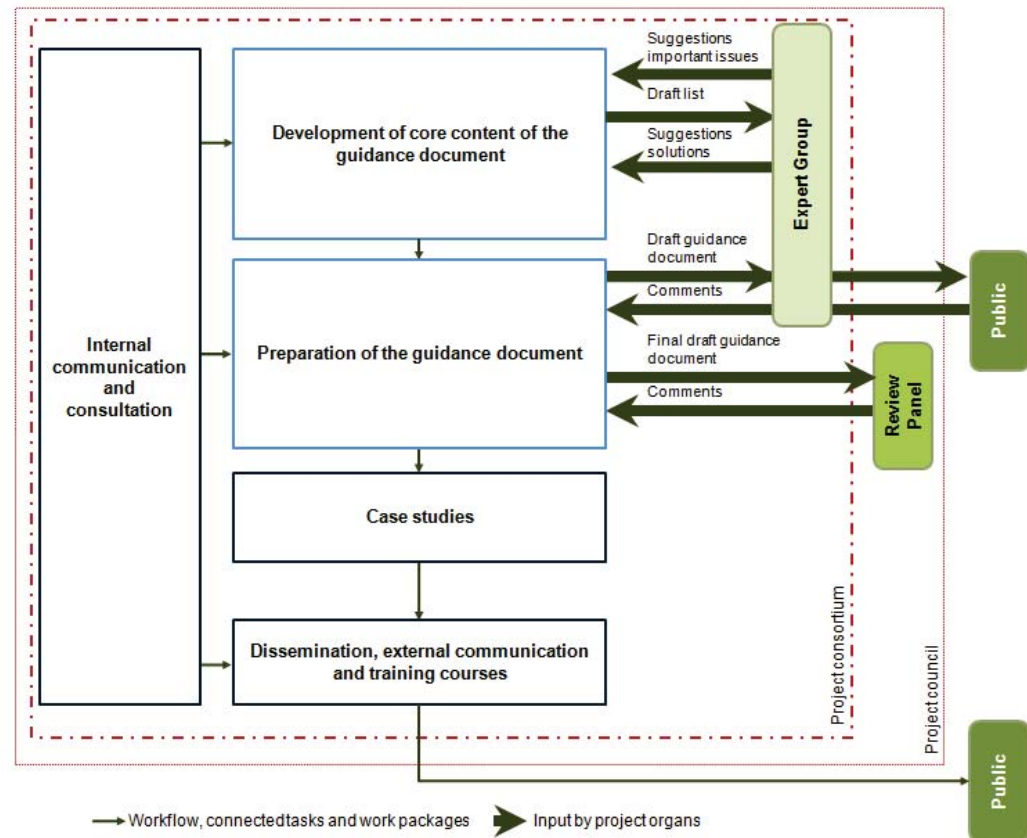 Suggestions
important issues
Draft list
Suggestions
solutions
Development of core content of the
guidance document
Expert Group
Draft guidance
document
Comments
Public
Internal
communication
and
consultation
Preparation of the guidance document
Final draft guidance
document
Comments
Review
Panel
Case studies
Dissemination, external communication
and training courses
Project consortium
Project council
Public
Workflow, connected tasks and work packages
Input by project organs